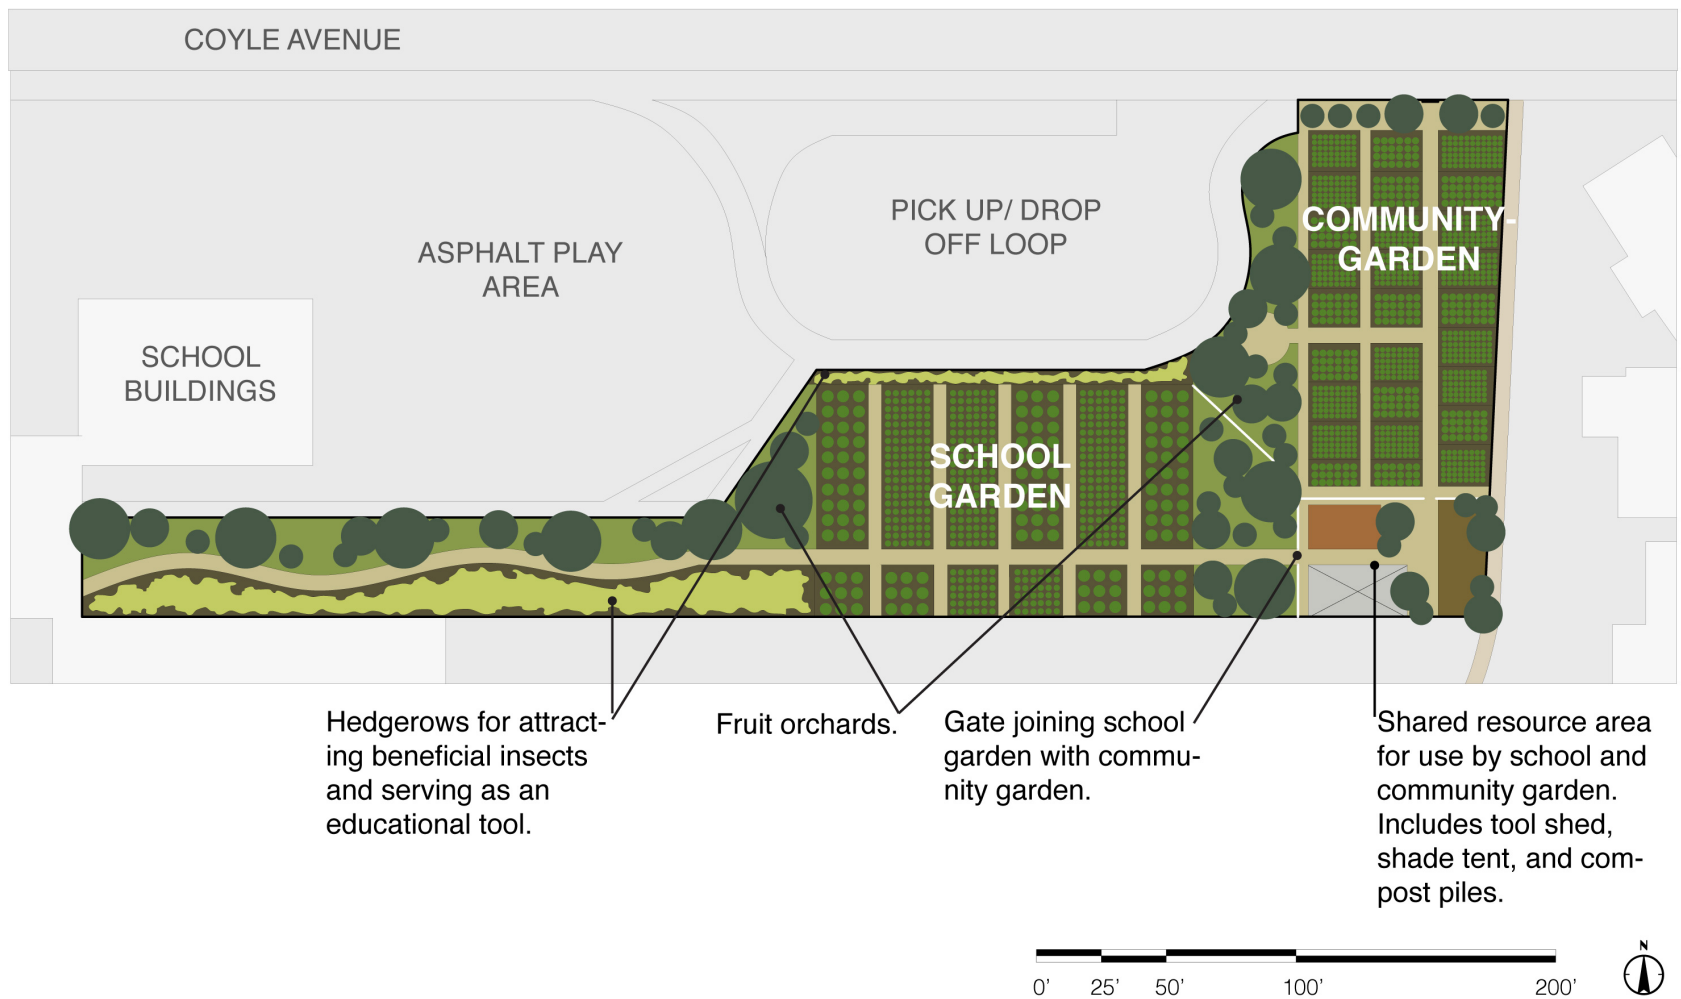 COYLE AVENUE
PICK UP/ DROP
OFF LOOP
COMMUNITY-
GARDEN
ASPHALT PLAY
AREA
SCHOOL
BUILDINGS
SCHOOL
GARDEN
Hedgerows for attract-
ing beneficial insects
and serving as an
educational tool.
Fruit orchards.
Gate joining school
garden with commu-
nity garden.
Shared resource area
for use by school and
community garden.
Includes tool shed,
shade tent, and com-
post piles.
0' 25' 50' 100' 200'
N